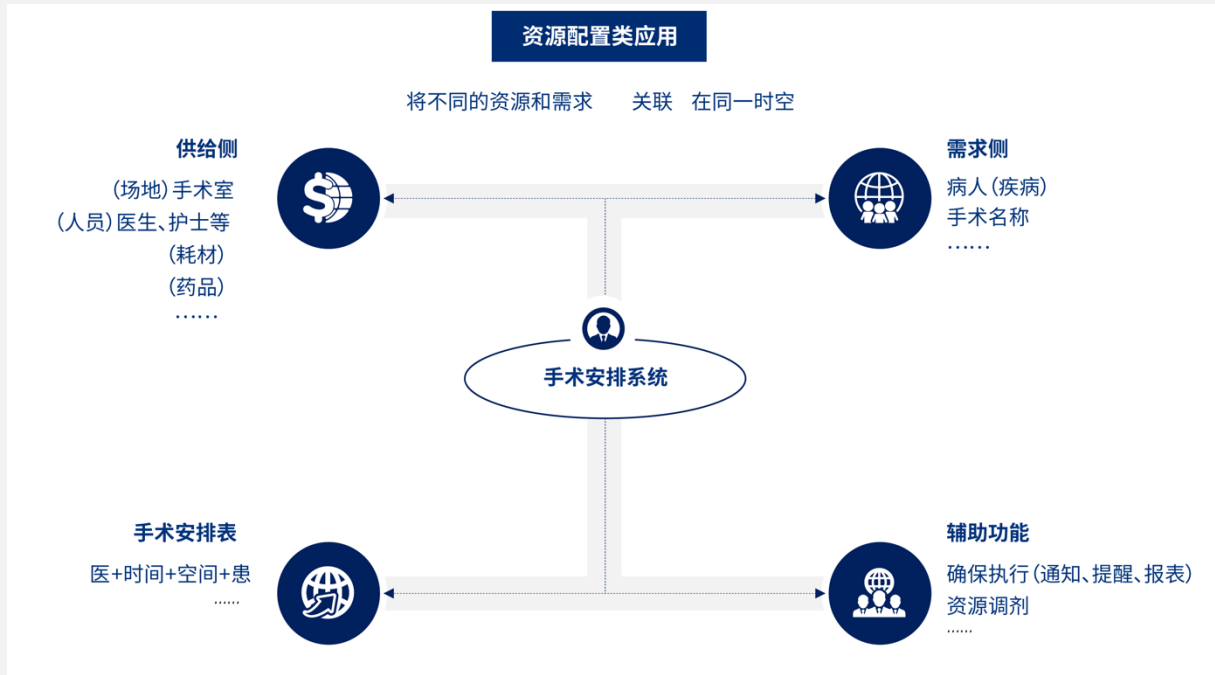 资源配置类应用
将不同的资源和需求 关联 在同一时空
供给侧
(场地)手术室
(人员)医生、护士等
(耗材)
(药品)
……
需求侧
病人(疾病)
手术名称
……
手术安排系统
手术安排表
医+时间+空间+患
……
辅助功能
确保执行(通知、提醒、报表)
资源调剂
……